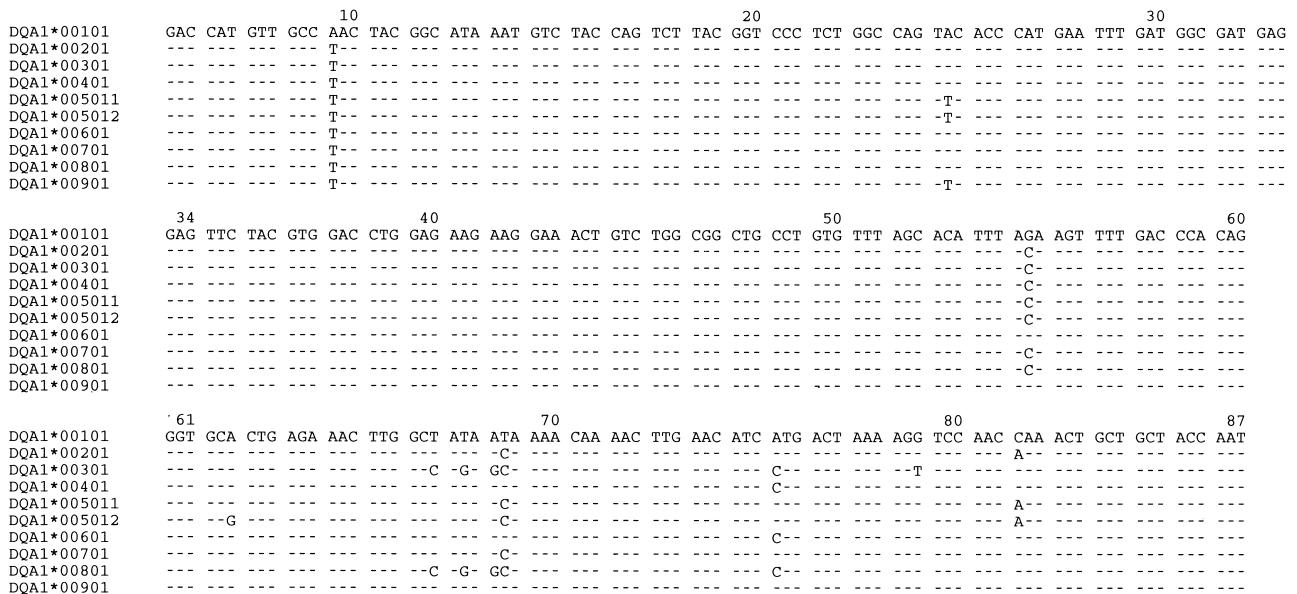 10 20 30
DQA1*00101 GAC CAT GTT GCC AAC TAC GGC ATA AAT GTC TAC CAG TCT TAC GGT CCC TCT GGC CAG TAC ACC CAT GAA TTT GAT GGC GAT GAG
DQA1*00201 --- --- --- --- T-- --- --- --- --- --- --- --- --- --- --- --- --- --- --- --- --- --- --- --- --- --- --- ---
DQA1*00301 --- --- --- --- T-- --- --- --- --- --- --- --- --- --- --- --- --- --- --- --- --- --- --- --- --- --- --- ---
DQA1*00401 --- --- --- --- T-- --- --- --- --- --- --- --- --- --- --- --- --- --- --- --- --- --- --- --- --- --- --- ---
DQA1*005011 --- --- --- --- T-- --- --- --- --- --- --- --- --- --- --- --- --- --- --- -T- --- --- --- --- --- --- --- ---
DQA1*005012 --- --- --- --- T-- --- --- --- --- --- --- --- --- --- --- --- --- --- --- -T- --- --- --- --- --- --- --- ---
DQA1*00601 --- --- --- --- T-- --- --- --- --- --- --- --- --- --- --- --- --- --- --- --- --- --- --- --- --- --- --- ---
DQA1*00701 --- --- --- --- T-- --- --- --- --- --- --- --- --- --- --- --- --- --- --- --- --- --- --- --- --- --- --- ---
DQA1*00801 --- --- --- --- T-- --- --- --- --- --- --- --- --- --- --- --- --- --- --- --- --- --- --- --- --- --- --- ---
DQA1*00901 --- --- --- --- T-- --- --- --- --- --- --- --- --- --- --- --- --- --- --- -T- --- --- --- --- --- --- --- ---
34 40 50 60
DQA1*00101 GAG TTC TAC GTG GAC CTG GAG AAG AAG GAA ACT GTC TGG CGG CTG CCT GTG TTT AGC ACA TTT AGA AGT TTT GAC CCA CAG
DQA1*00201 --- --- --- --- --- --- --- --- --- --- --- --- --- --- --- --- --- --- --- --- --- -C- --- --- --- --- ---
DQA1*00301 --- --- --- --- --- --- --- --- --- --- --- --- --- --- --- --- --- --- --- --- --- -C- --- --- --- --- ---
DQA1*00401 --- --- --- --- --- --- --- --- --- --- --- --- --- --- --- --- --- --- --- --- --- -C- --- --- --- --- ---
DQA1*005011 --- --- --- --- --- --- --- --- --- --- --- --- --- --- --- --- --- --- --- --- --- -C- --- --- --- --- ---
DQA1*005012 --- --- --- --- --- --- --- --- --- --- --- --- --- --- --- --- --- --- --- --- --- -C- --- --- --- --- ---
DQA1*00601 --- --- --- --- --- --- --- --- --- --- --- --- --- --- --- --- --- --- --- --- --- --- --- --- --- --- ---
DQA1*00701 --- --- --- --- --- --- --- --- --- --- --- --- --- --- --- --- --- --- --- --- --- -C- --- --- --- --- ---
DQA1*00801 --- --- --- --- --- --- --- --- --- --- --- --- --- --- --- --- --- --- --- --- --- -C- --- --- --- --- ---
DQA1*00901 --- --- --- --- --- --- --- --- --- --- --- --- --- --- --- --- --- --- --- --- --- --- --- --- --- --- ---
61 70 80 87
DQA1*00101 GGT GCA CTG AGA AAC TTG GCT ATA ATA AAA CAA AAC TTG AAC ATC ATG ACT AAA AGG TCC AAC CAA ACT GCT GCT ACC AAT
DQA1*00201 --- --- --- --- --- --- --- --- -C- --- --- --- --- --- --- --- --- --- --- --- --- A-- --- --- --- --- ---
DQA1*00301 --- --- --- --- --- --- --C -G- GC- --- --- --- --- --- --- C-- --- --- --T --- --- --- --- --- --- --- ---
DQA1*00401 --- --- --- --- --- --- --- --- --- --- --- --- --- --- --- C-- --- --- --- --- --- --- --- --- --- --- ---
DQA1*005011 --- --- --- --- --- --- --- --- -C- --- --- --- --- --- --- --- --- --- --- --- --- A-- --- --- --- --- ---
DQA1*005012 --- --G --- --- --- --- --- --- -C- --- --- --- --- --- --- --- --- --- --- --- --- A-- --- --- --- --- ---
DQA1*00601 --- --- --- --- --- --- --- --- --- --- --- --- --- --- --- C-- --- --- --- --- --- --- --- --- --- --- ---
DQA1*00701 --- --- --- --- --- --- --- --- -C- --- --- --- --- --- --- --- --- --- --- --- --- --- --- --- --- --- ---
DQA1*00801 --- --- --- --- --- --- --C -G- GC- --- --- --- --- --- --- C-- --- --- --- --- --- --- --- --- --- --- ---
DQA1*00901 --- --- --- --- --- --- --- --- --- --- --- --- --- --- --- --- --- --- --- --- --- --- --- --- --- --- ---